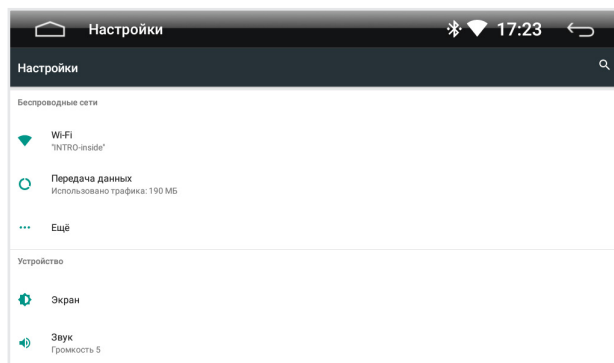 Настройки 17:23
Настройки
Беспроводные сети
Wi-Fi
"INTRO-inside"
Передача данных
Использовано трафика: 190 МБ
Ещё
Устройство
Экран
Звук
Громкость 5